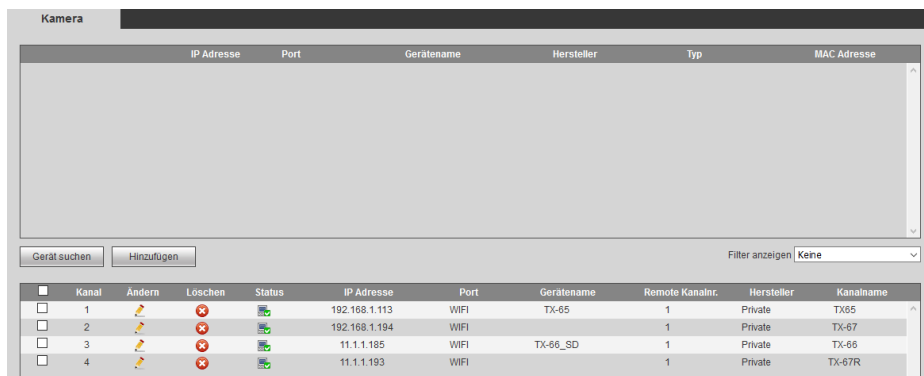 Kamera
IP Adresse Port Gerätename Hersteller Typ MAC Adresse
Gerät suchen Hinzufügen Filter anzeigen Keine
Kanal Ändern Löschen Status IP Adresse Port Gerätename Remote Kanalnr. Hersteller Kanalname
1 192.168.1.113 WIFI TX-65 1 Private TX65
2 192.168.1.194 WIFI 1 Private TX-67
3 11.1.1.185 WIFI TX-66_SD 1 Private TX-66
4 11.1.1.193 WIFI 1 Private TX-67R